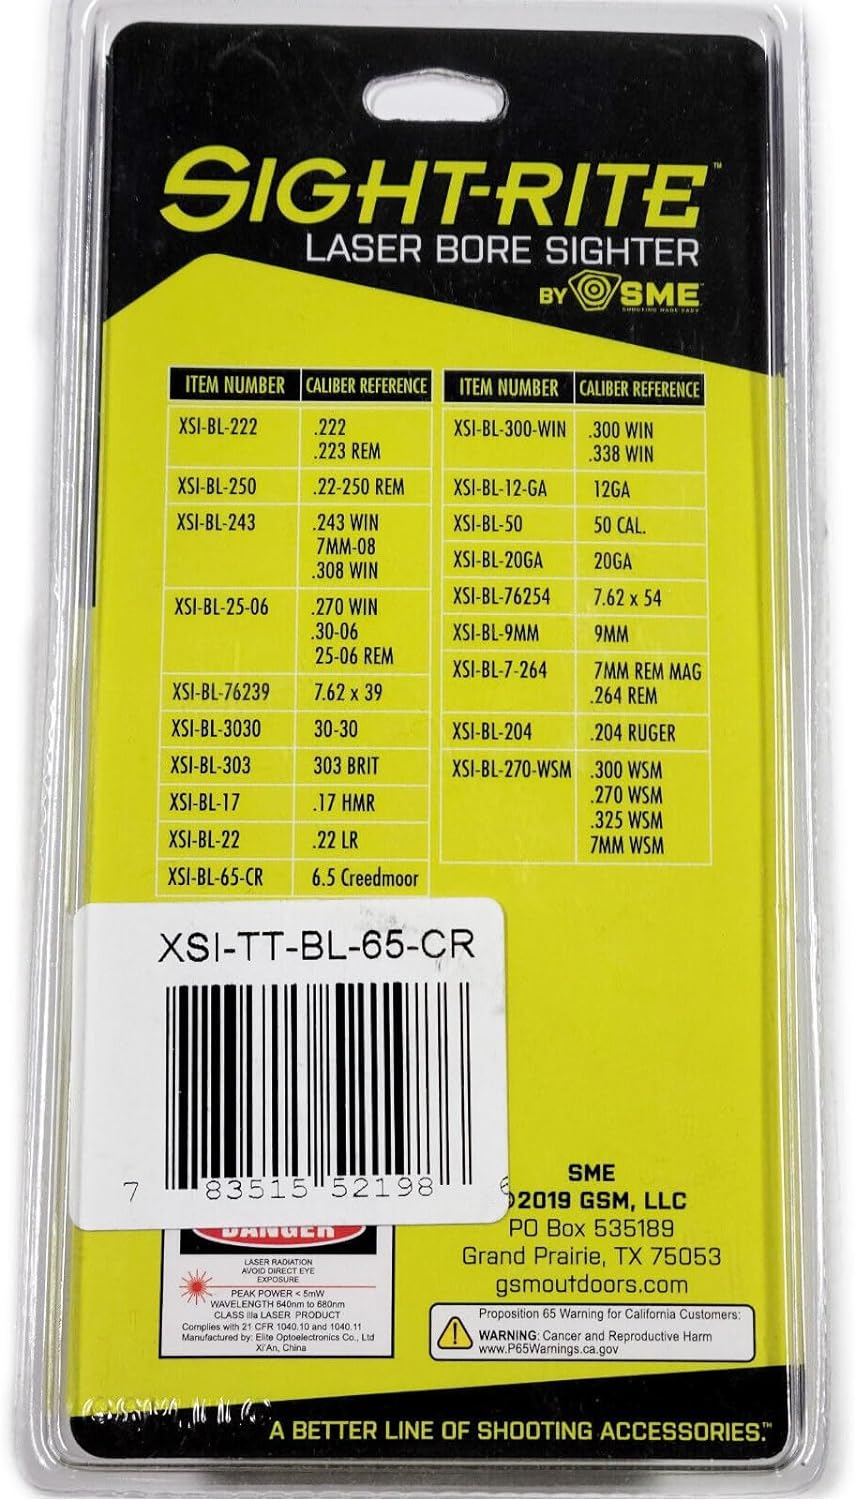 SIGHT-RITE™
LASER BORE SIGHTER
BY SME
SHOOTING MADE EASY
ITEM NUMBER CALIBER REFERENCE
XSI-BL-222 .222
.223 REM
XSI-BL-250 .22-250 REM
XSI-BL-243 .243 WIN
7MM-08
.308 WIN
XSI-BL-25-06 .270 WIN
.30-06
25-06 REM
XSI-BL-76239 7.62 x 39
XSI-BL-3030 30-30
XSI-BL-303 303 BRIT
XSI-BL-17 .17 HMR
XSI-BL-22 .22 LR
XSI-BL-65-CR 6.5 Creedmoor
ITEM NUMBER CALIBER REFERENCE
XSI-BL-300-WIN .300 WIN
.338 WIN
XSI-BL-12-GA 12GA
XSI-BL-50 50 CAL.
XSI-BL-20GA 20GA
XSI-BL-76254 7.62 x 54
XSI-BL-9MM 9MM
XSI-BL-7-264 7MM REM MAG
.264 REM
XSI-BL-204 .204 RUGER
XSI-BL-270-WSM .300 WSM
.270 WSM
.325 WSM
7MM WSM
XSI-TT-BL-65-CR
7 83515 52198 6
DANGER
LASER RADIATION
AVOID DIRECT EYE
EXPOSURE
PEAK POWER < 5mW
WAVELENGTH 640nm to 680nm
CLASS IIIa LASER PRODUCT
Complies with 21 CFR 1040.10 and 1040.11
Manufactured by: Elite Optoelectronics Co., Ltd
Xi'An, China
SME
©2019 GSM, LLC
PO Box 535189
Grand Prairie, TX 75053
gsmoutdoors.com
Proposition 65 Warning for California Customers:
WARNING: Cancer and Reproductive Harm
www.P65Warnings.ca.gov
A BETTER LINE OF SHOOTING ACCESSORIES.™